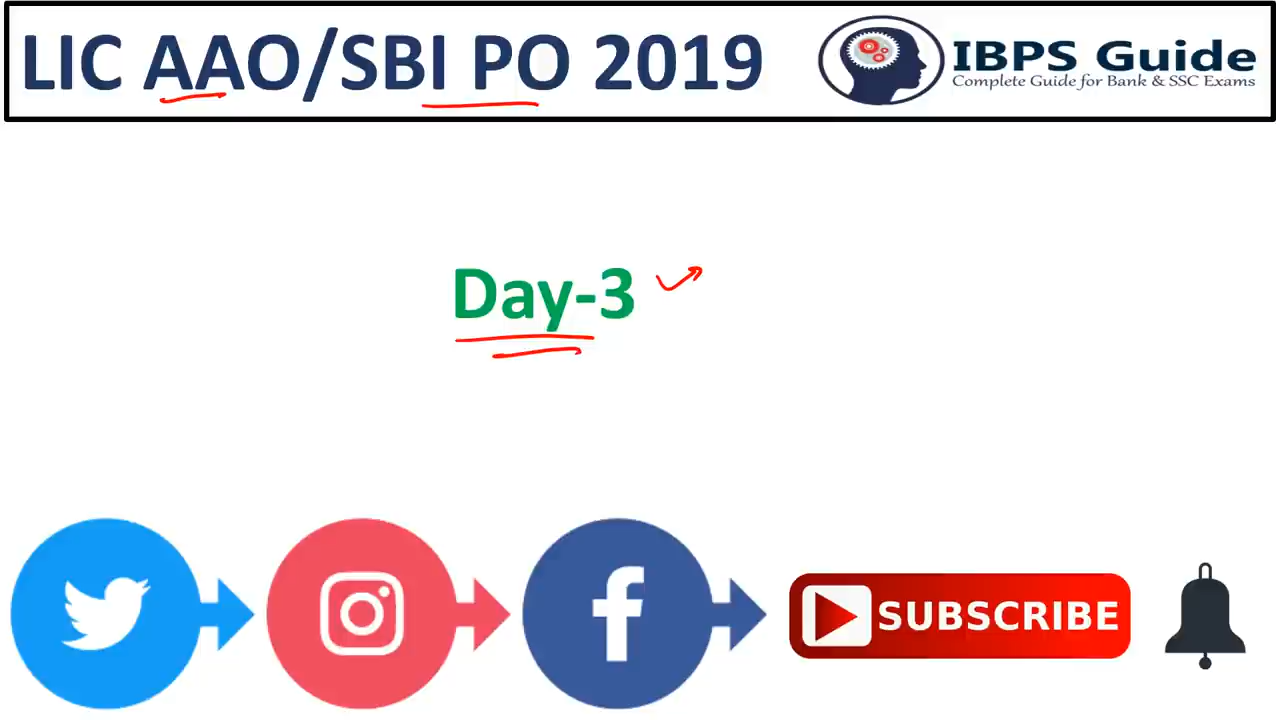 LIC AAO/SBI PO 2019
IBPS Guide
Complete Guide for Bank & SSC Exams
Day-3
SUBSCRIBE